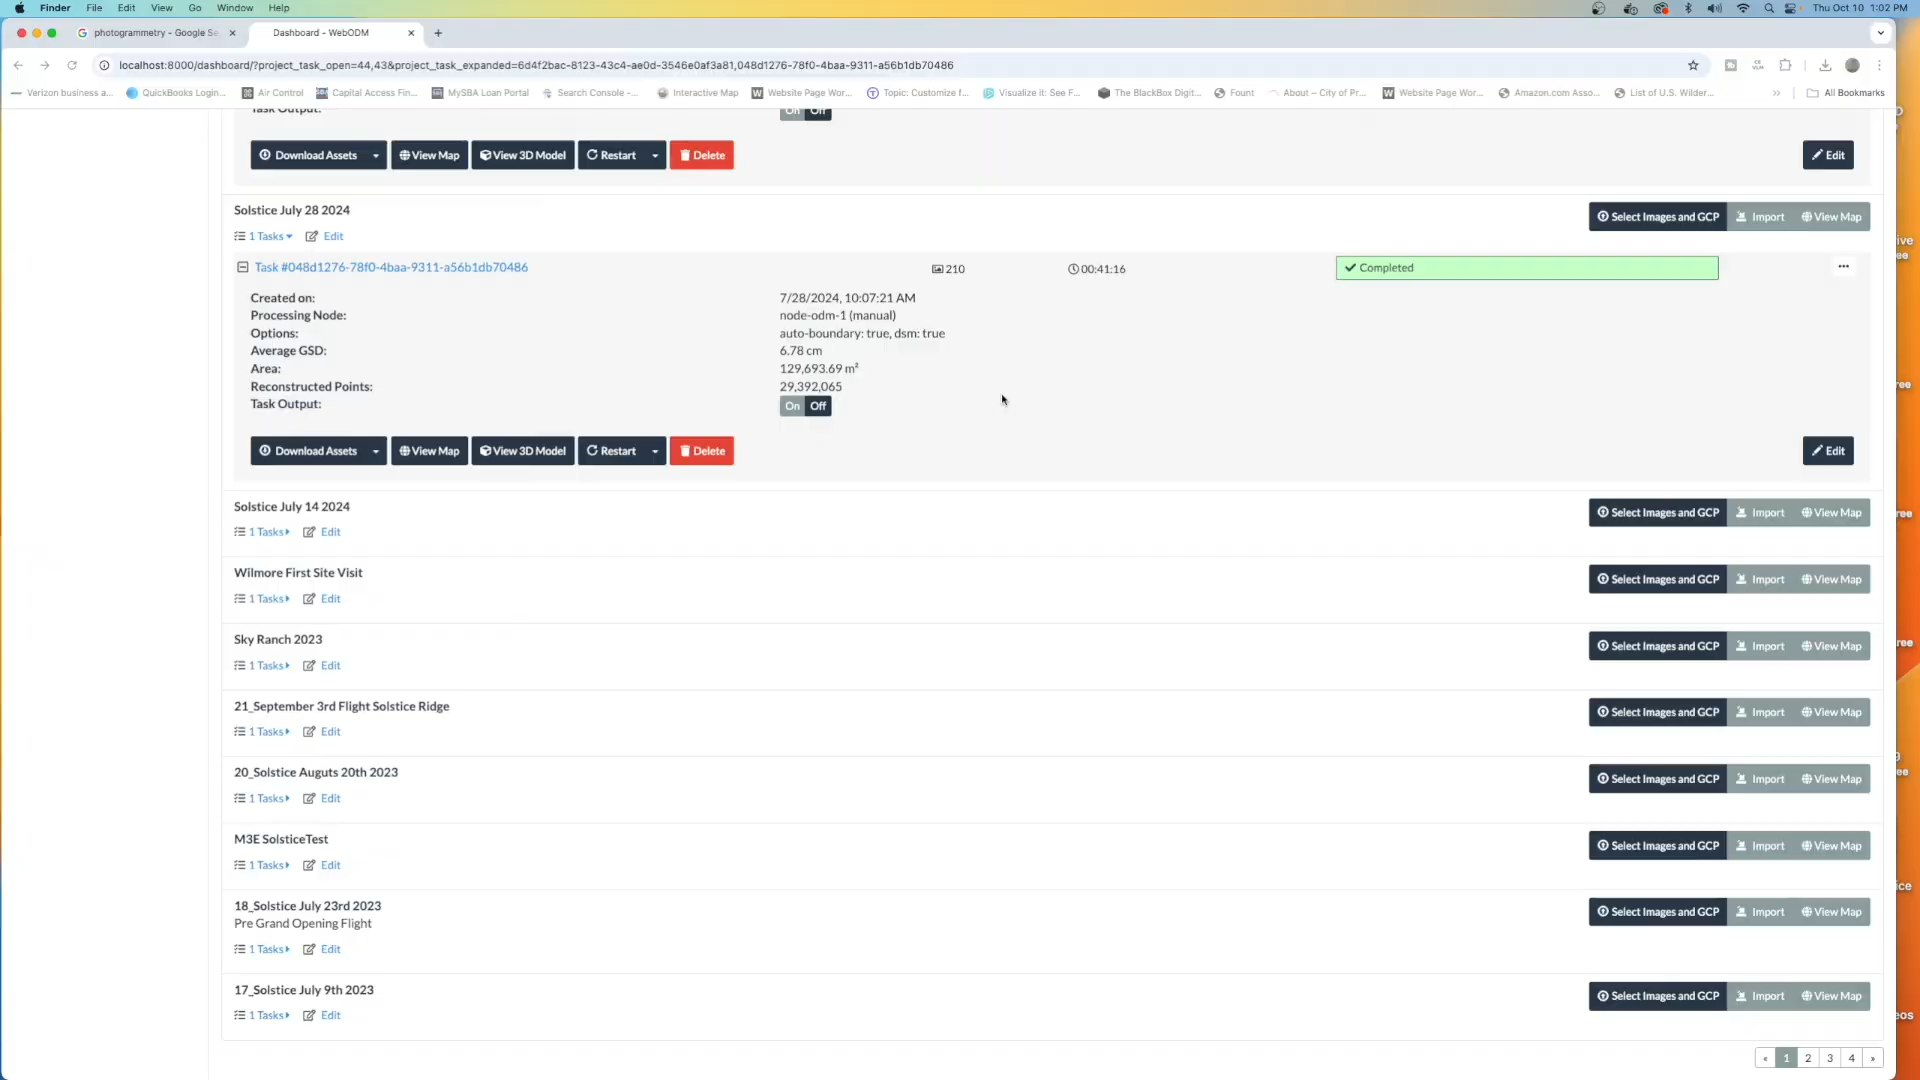 Finder File Edit View Go Window Help Thu Oct 10 1:02 PM
photogrammetry - Google Se Dashboard - WebODM
localhost:8000/dashboard/?project_task_open=44,43&project_task_expanded=6d4f2bac-8123-43c4-ae0d-3546e0af3a81,048d1276-78f0-4baa-9311-a56b1db70486
Verizon business a... QuickBooks Login... Air Control Capital Access Fin... MySBA Loan Portal Search Console -... Interactive Map Website Page Wor... Topic: Customize f... Visualize it: See F... The BlackBox Digit... Fount About – City of Pr... Website Page Wor... Amazon.com Asso... List of U.S. Wilder... » All Bookmarks
Task Output: On Off
Download Assets View Map View 3D Model Restart Delete Edit
Solstice July 28 2024 Select Images and GCP Import View Map
1 Tasks Edit
Task #048d1276-78f0-4baa-9311-a56b1db70486 210 00:41:16 Completed ...
Created on: 7/28/2024, 10:07:21 AM
Processing Node: node-odm-1 (manual)
Options: auto-boundary: true, dsm: true
Average GSD: 6.78 cm
Area: 129,693.69 m²
Reconstructed Points: 29,392,065
Task Output: On Off
Download Assets View Map View 3D Model Restart Delete Edit
Solstice July 14 2024 Select Images and GCP Import View Map
1 Tasks Edit
Wilmore First Site Visit Select Images and GCP Import View Map
1 Tasks Edit
Sky Ranch 2023 Select Images and GCP Import View Map
1 Tasks Edit
21_September 3rd Flight Solstice Ridge Select Images and GCP Import View Map
1 Tasks Edit
20_Solstice Auguts 20th 2023 Select Images and GCP Import View Map
1 Tasks Edit
M3E SolsticeTest Select Images and GCP Import View Map
1 Tasks Edit
18_Solstice July 23rd 2023 Select Images and GCP Import View Map
Pre Grand Opening Flight
1 Tasks Edit
17_Solstice July 9th 2023 Select Images and GCP Import View Map
1 Tasks Edit
« 1 2 3 4 »